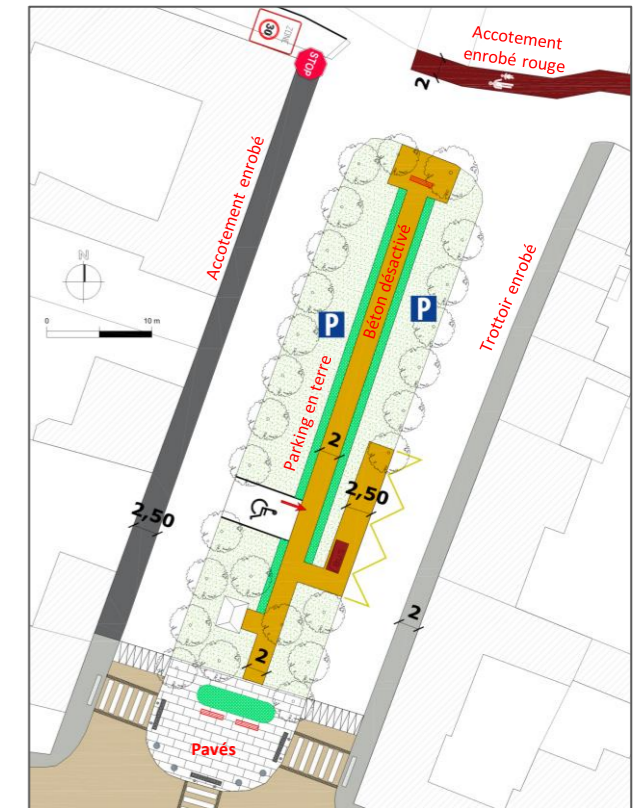 ZONE
30
STOP
Accotement
enrobé rouge
2
Accotement enrobé
N
0
10 m
P
P
Béton désactivé
Trottoir enrobé
Parking en terre
2
2,50
2,50
2
2
Pavés